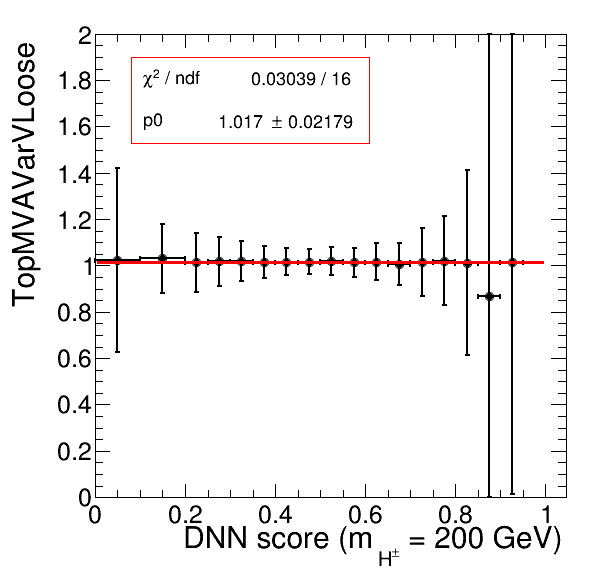 TopMVAVarVLoose
χ² / ndf 0.03039 / 16
p0 1.017 ± 0.02179
2
1.8
1.6
1.4
1.2
1
0.8
0.6
0.4
0.2
0
0 0.2 0.4 0.6 0.8 1
DNN score (m_H± = 200 GeV)